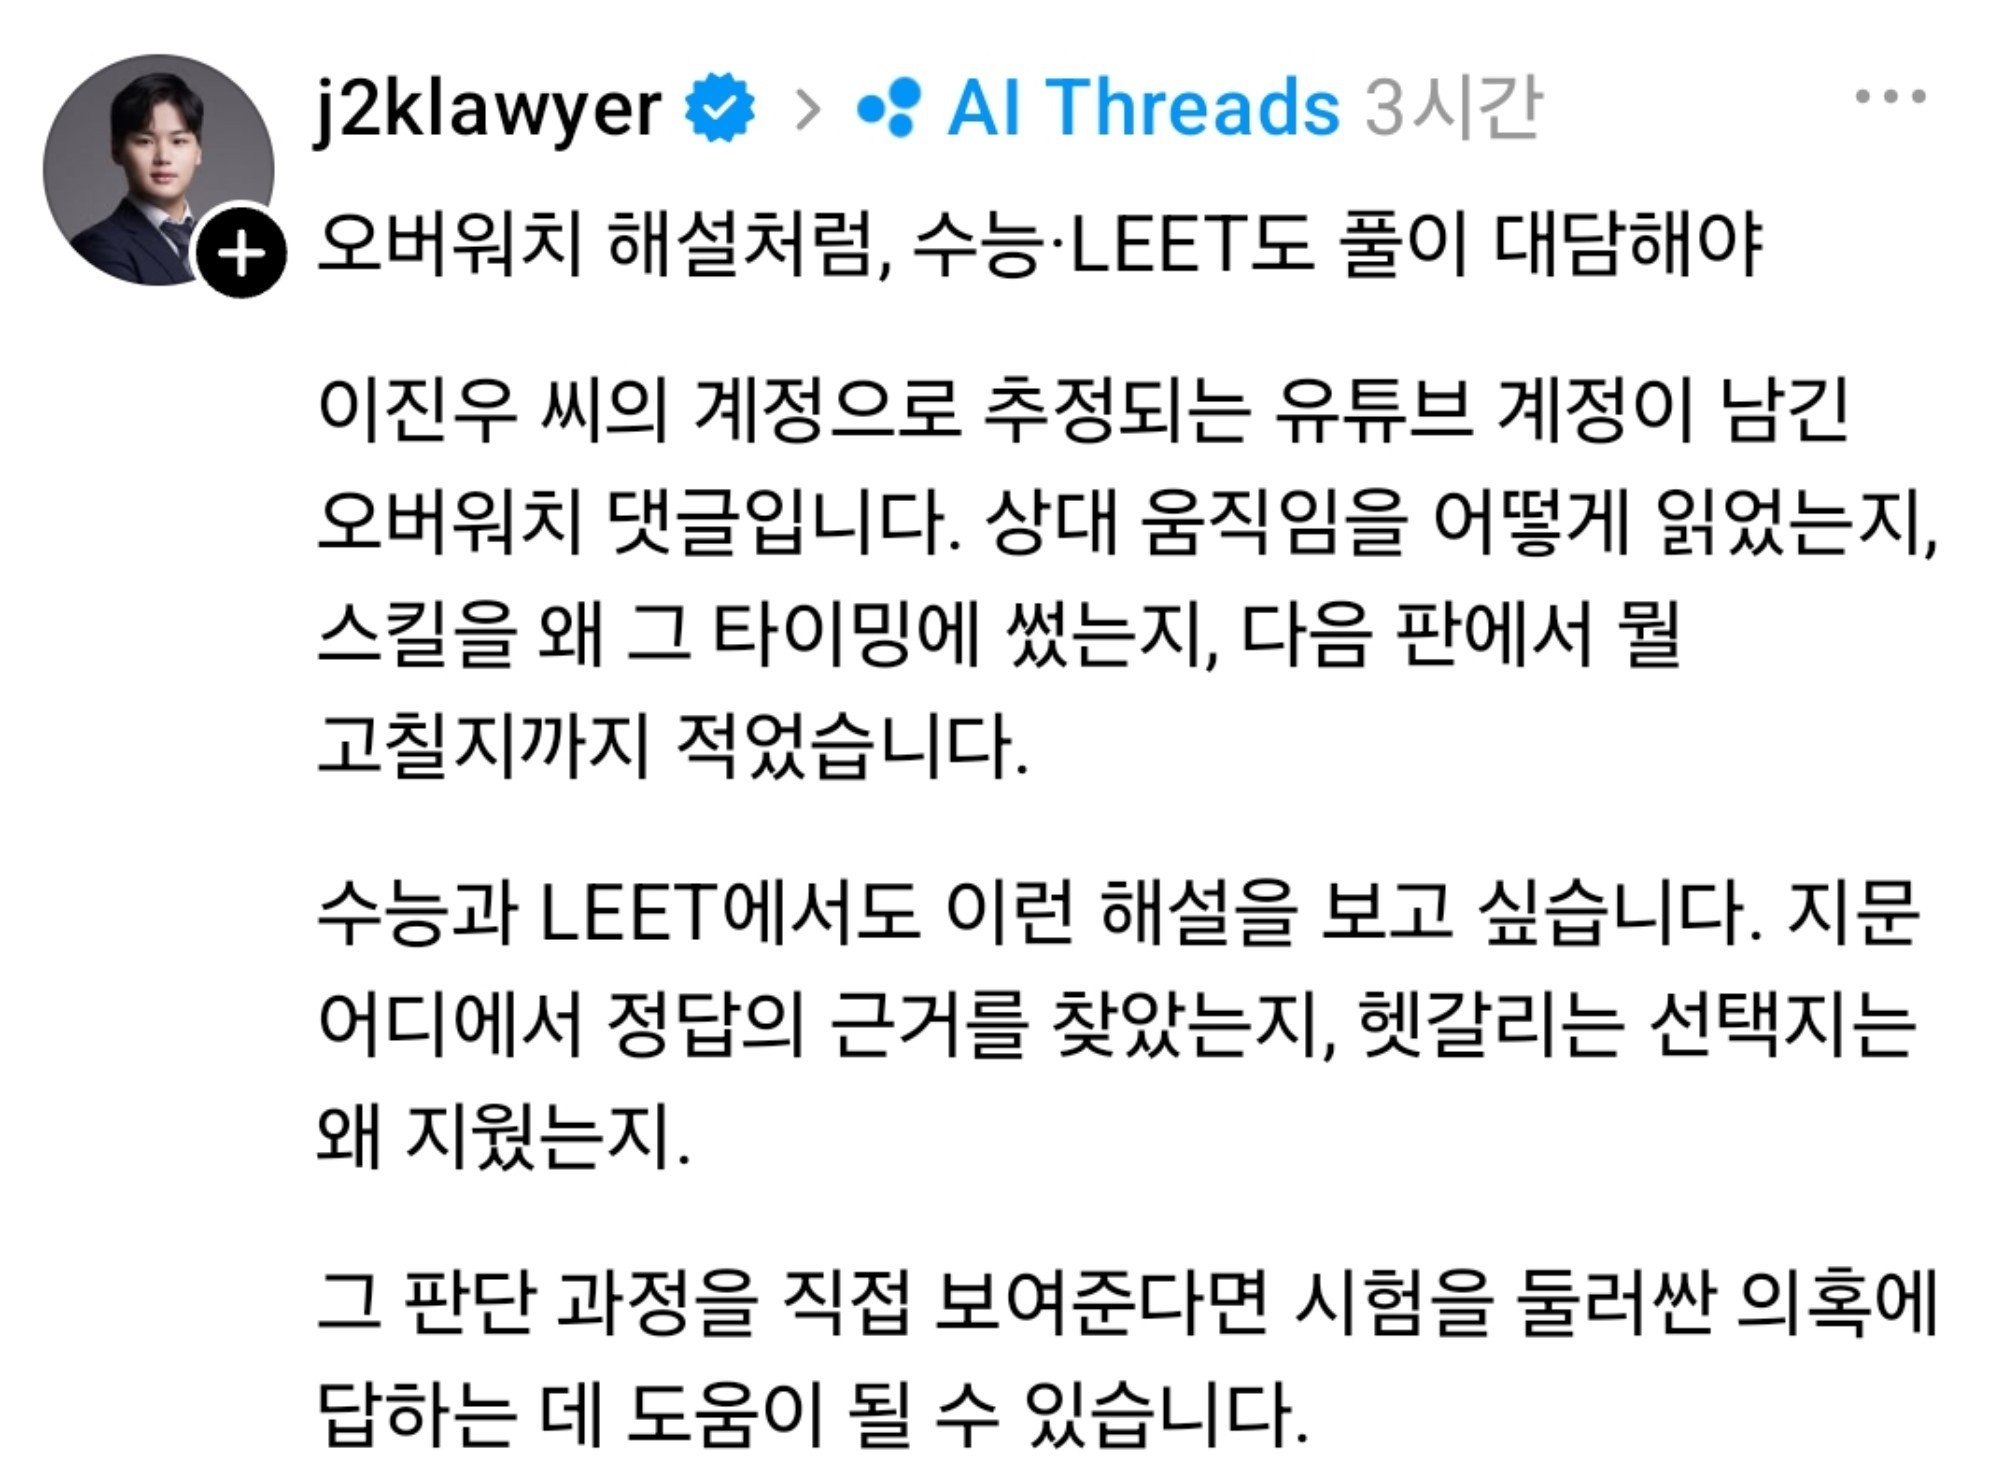 j2klawyer > AI Threads 3시간
오버워치 해설처럼, 수능·LEET도 풀이 대담해야
이진우 씨의 계정으로 추정되는 유튜브 계정이 남긴
오버워치 댓글입니다. 상대 움직임을 어떻게 읽었는지,
스킬을 왜 그 타이밍에 썼는지, 다음 판에서 뭘
고칠지까지 적었습니다.
수능과 LEET에서도 이런 해설을 보고 싶습니다. 지문
어디에서 정답의 근거를 찾았는지, 헷갈리는 선택지는
왜 지웠는지.
그 판단 과정을 직접 보여준다면 시험을 둘러싼 의혹에
답하는 데 도움이 될 수 있습니다.